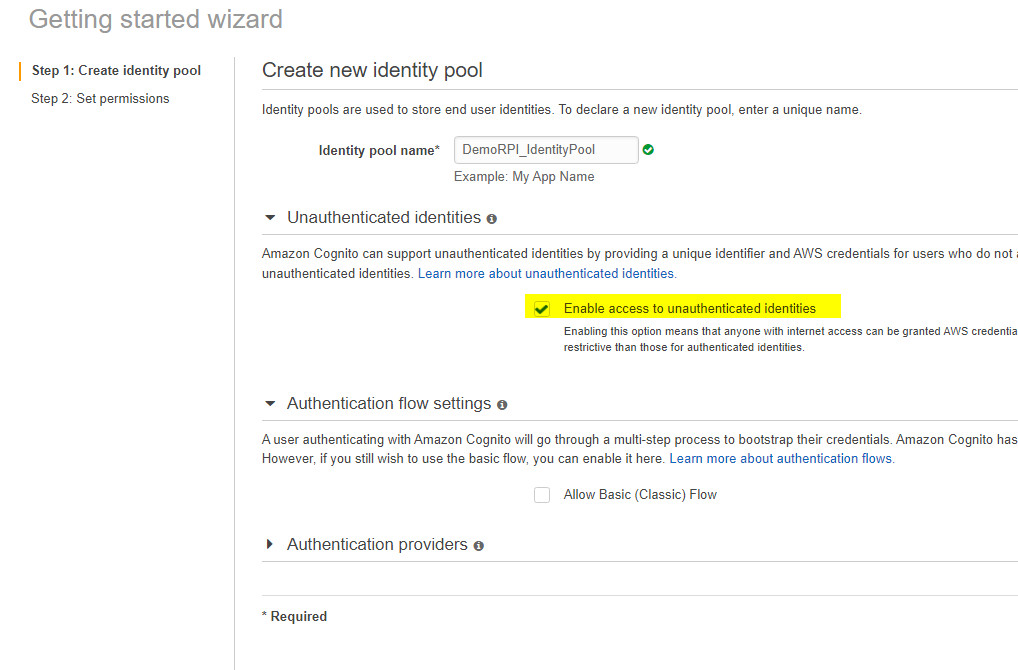 Getting started wizard
Step 1: Create identity pool
Step 2: Set permissions
Create new identity pool
Identity pools are used to store end user identities. To declare a new identity pool, enter a unique name.
Identity pool name*
DemoRPI_IdentityPool
Example: My App Name
Unauthenticated identities
Amazon Cognito can support unauthenticated identities by providing a unique identifier and AWS credentials for users who do not
unauthenticated identities. Learn more about unauthenticated identities.
Enable access to unauthenticated identities
Enabling this option means that anyone with internet access can be granted AWS credentia
restrictive than those for authenticated identities.
Authentication flow settings
A user authenticating with Amazon Cognito will go through a multi-step process to bootstrap their credentials. Amazon Cognito has
However, if you still wish to use the basic flow, you can enable it here. Learn more about authentication flows.
Allow Basic (Classic) Flow
Authentication providers
* Required